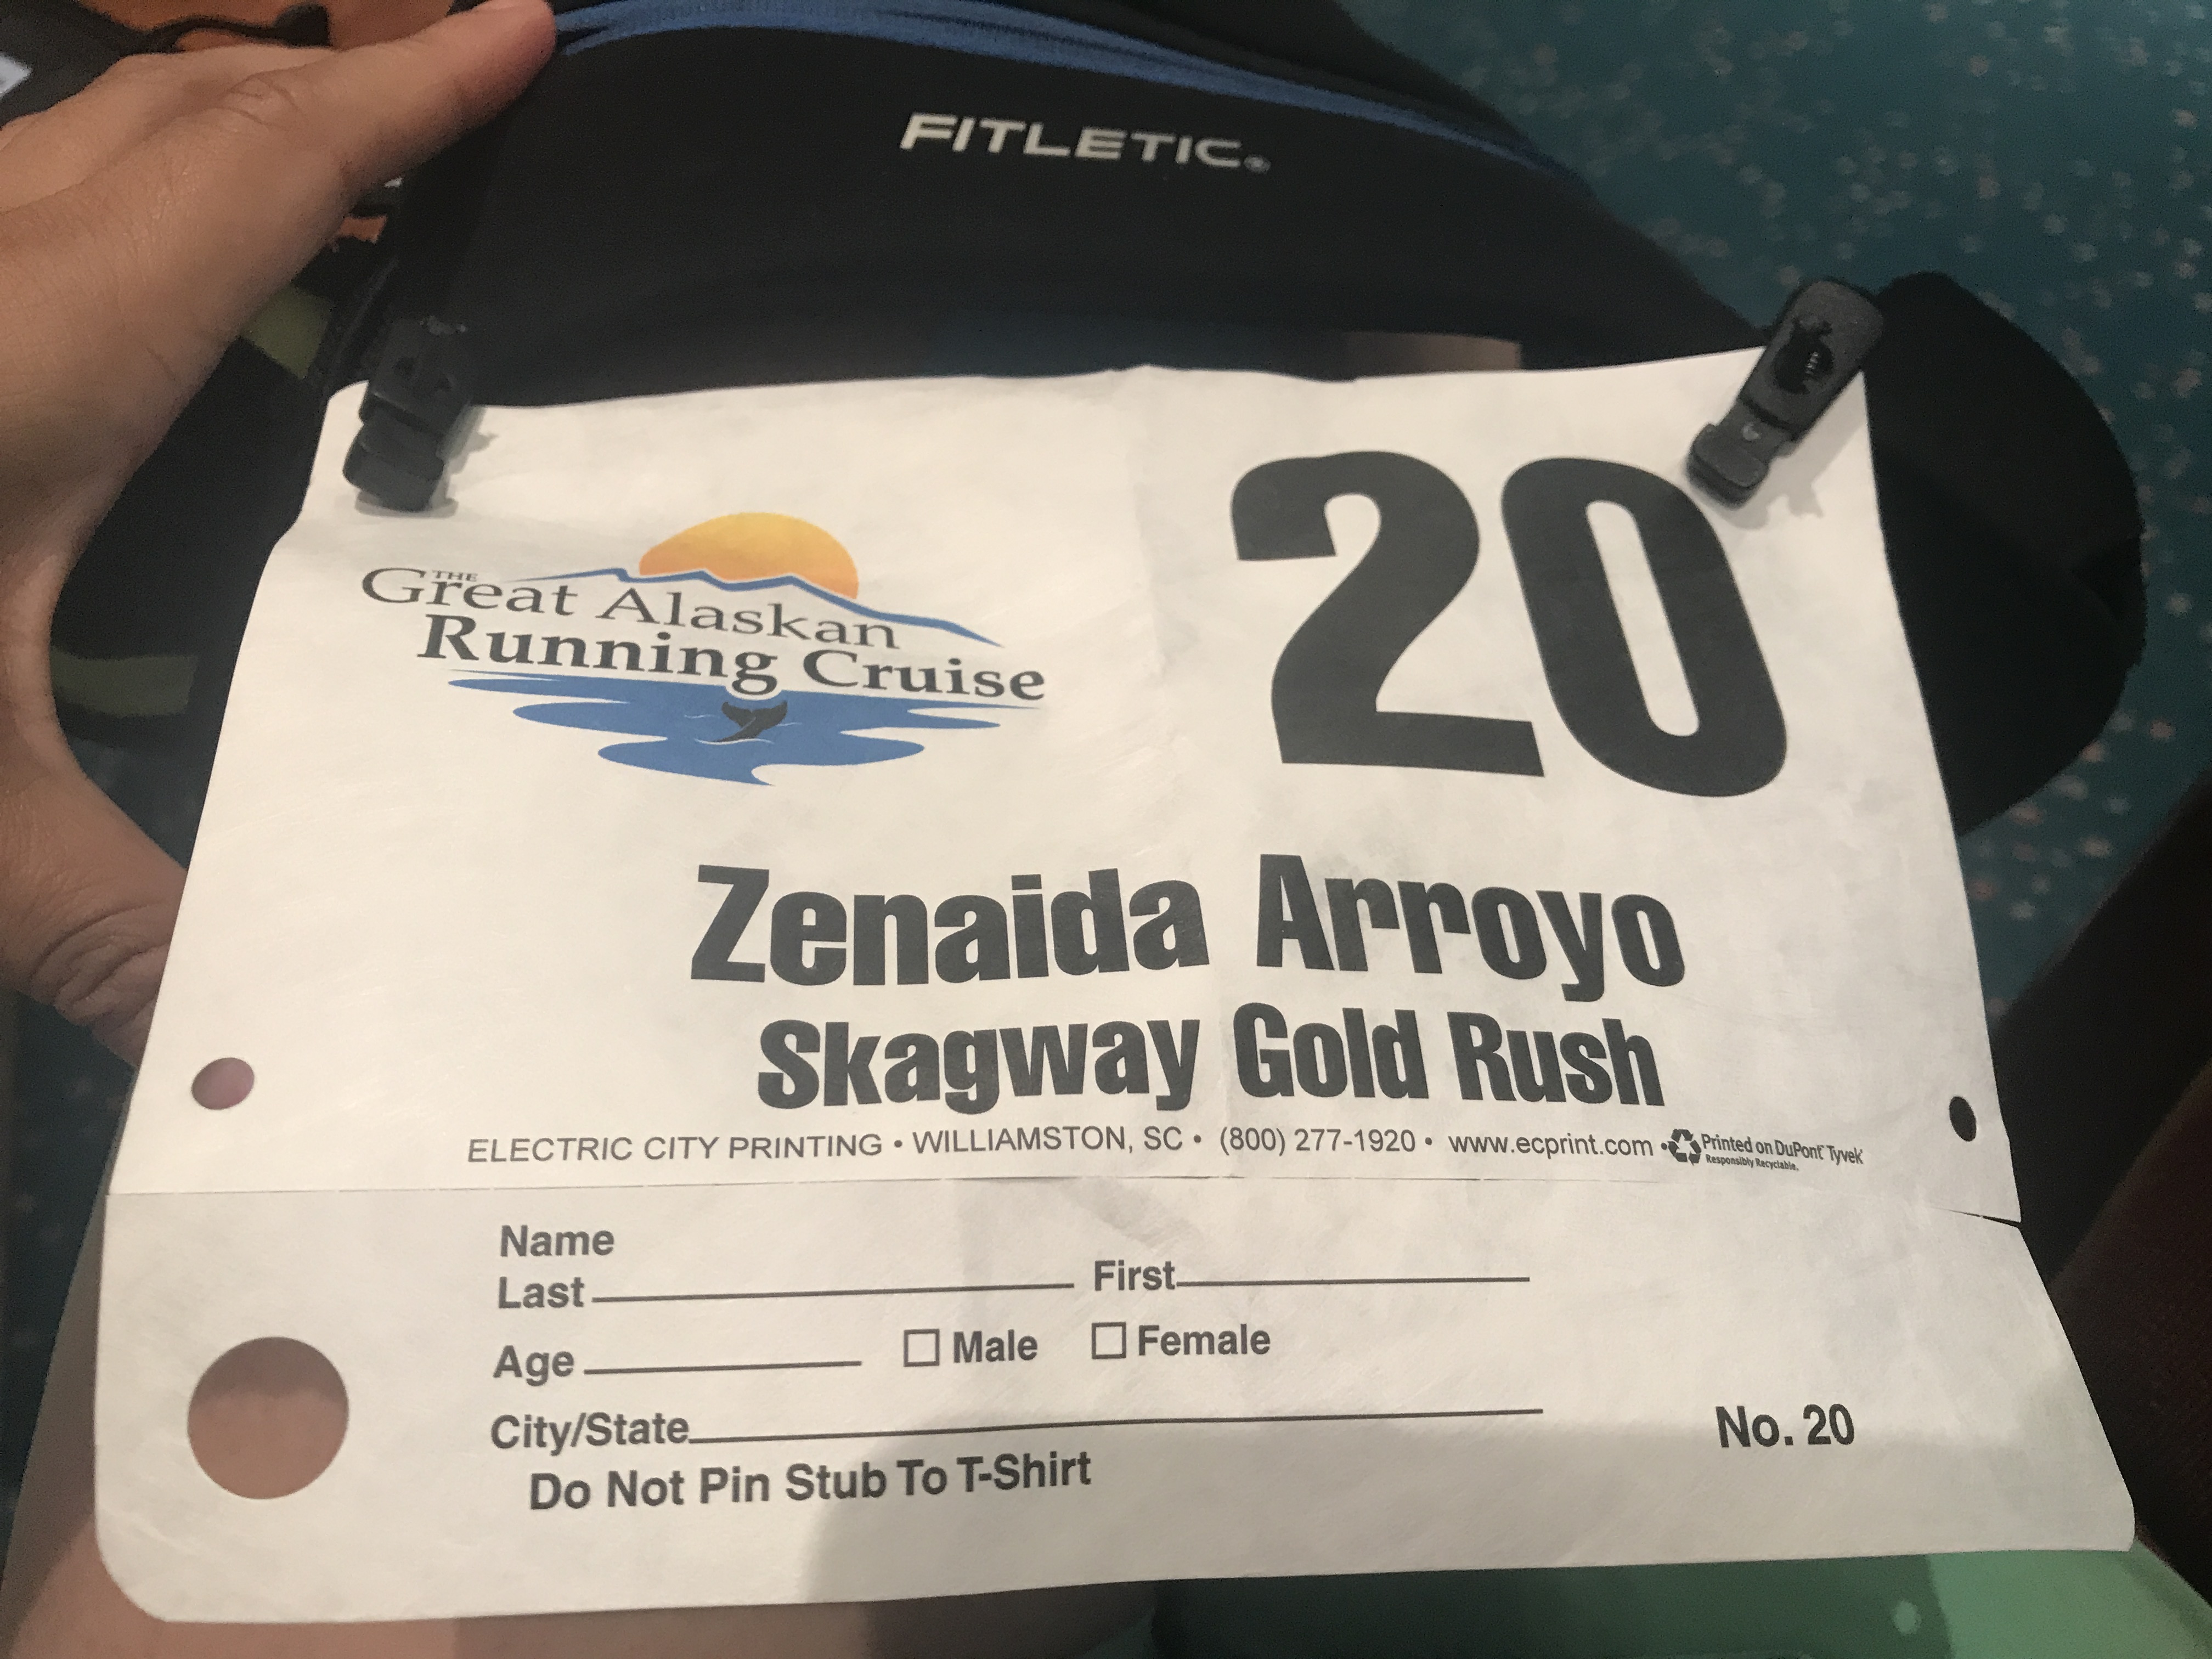 FITLETIC®
20
THE
Great Alaskan
Running Cruise
Zenaida Arroyo
Skagway Gold Rush
ELECTRIC CITY PRINTING • WILLIAMSTON, SC • (800) 277-1920 • www.ecprint.com • Printed on DuPont™ Tyvek
Responsibly Recyclable.
Name
Last First
Age Male Female
City/State
No. 20
Do Not Pin Stub To T-Shirt